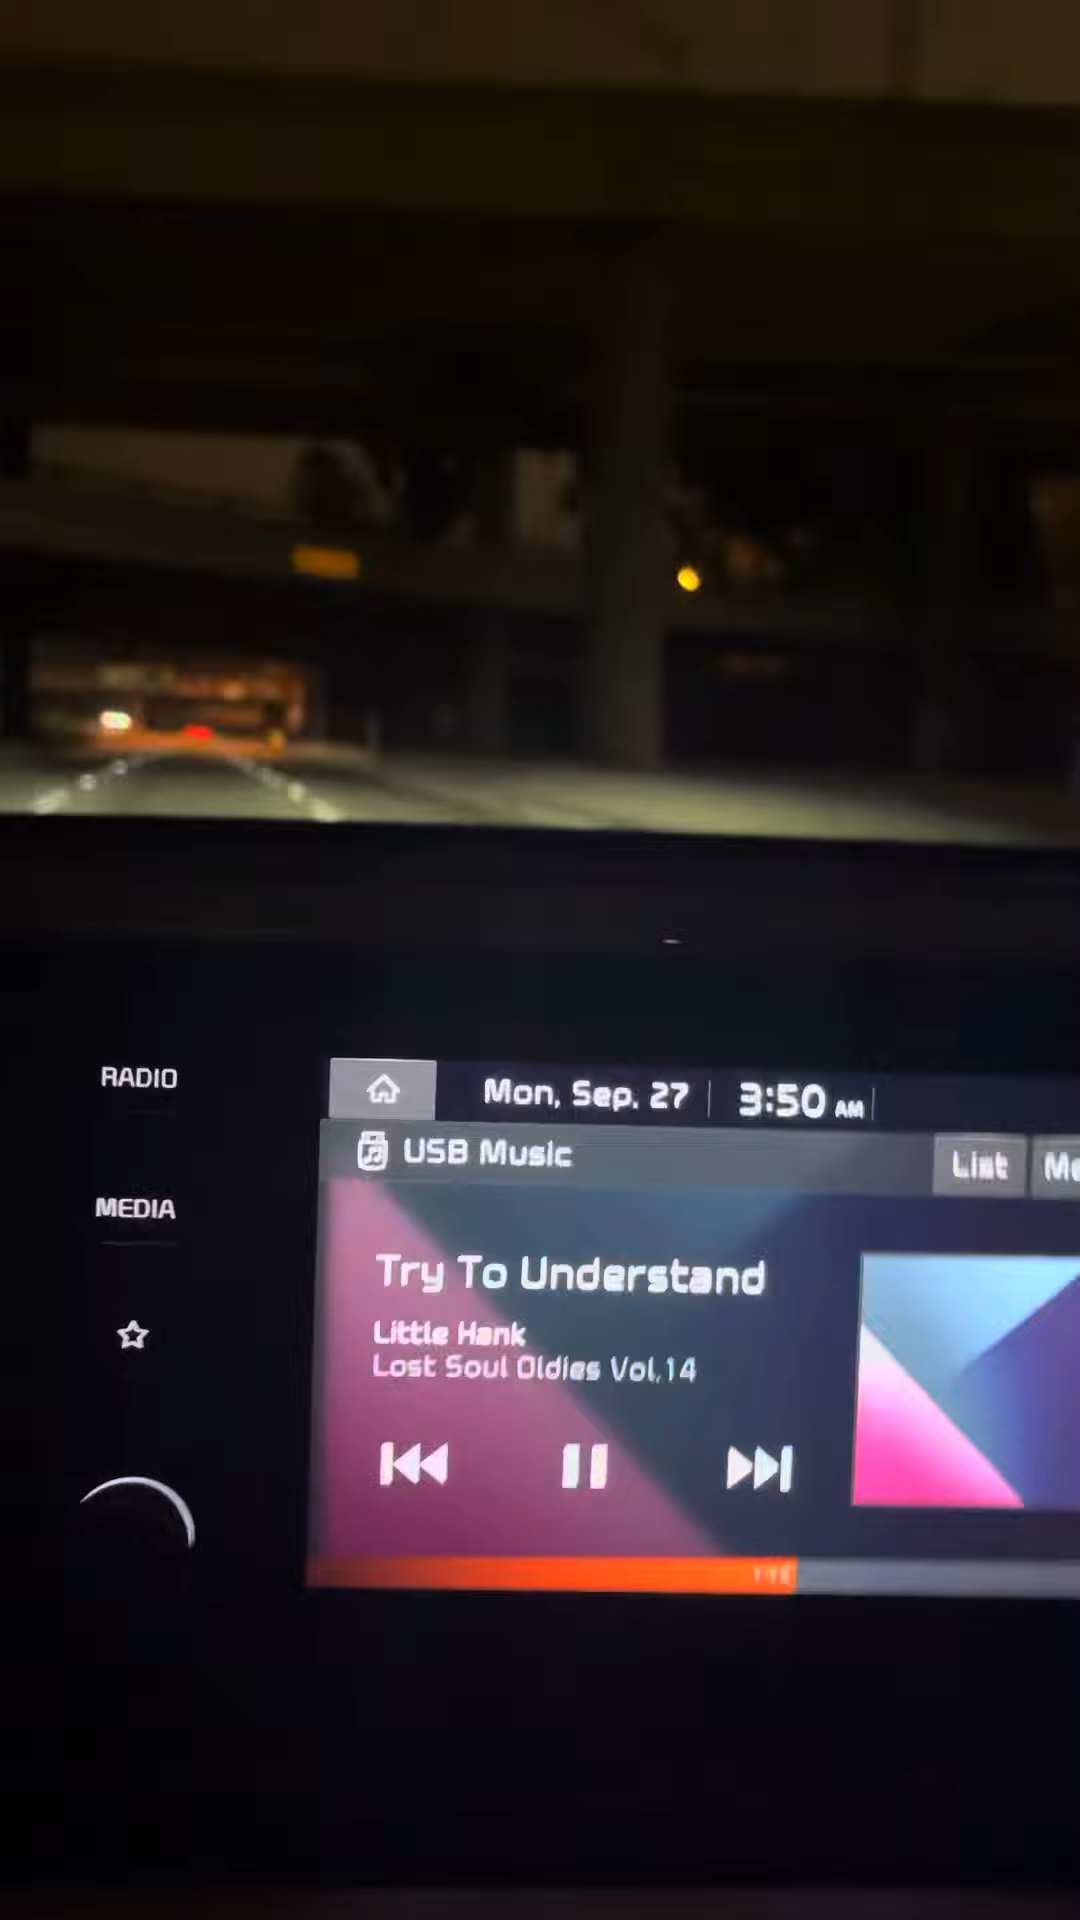 RADIO
Mon, Sep. 27
3:50 AM
USB Music
List
MEDIA
Try To Understand
Little Hank
Lost Soul Oldies Vol.14